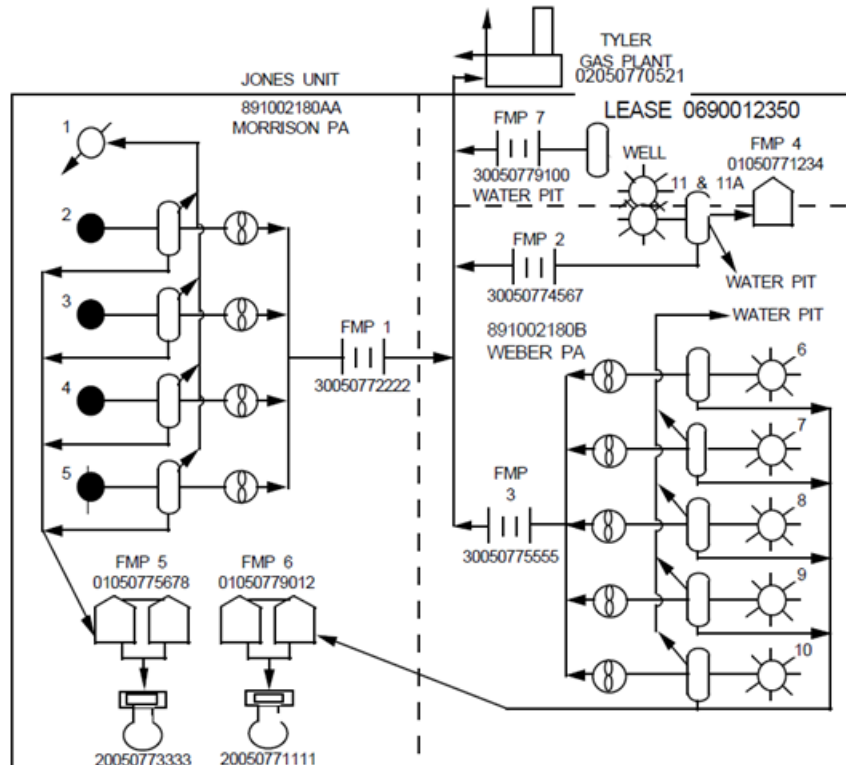 TYLER
GAS PLANT
02050770521
JONES UNIT
891002180AA
MORRISON PA
LEASE 0690012350
1
FMP 7
30050779100
WATER PIT
WELL
11 & 11A
FMP 4
01050771234
2
FMP 2
30050774567
WATER PIT
3
FMP 1
30050772222
891002180B
WEBER PA
WATER PIT
6
4
7
5
FMP
3
30050775555
8
FMP 5
01050775678
FMP 6
01050779012
9
10
20050773333
20050771111